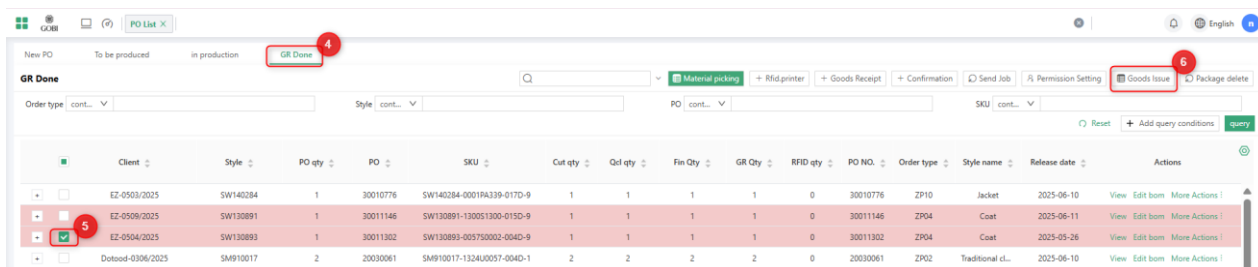 GOBI PO List × English n
New PO To be produced in production GR Done 4
6
GR Done Material picking + Rfid.printer + Goods Receipt + Confirmation Send Job Permission Setting Goods Issue Package delete
Order type cont... Style cont... PO cont... SKU cont...
Reset + Add query conditions query
Client Style PO qty PO SKU Cut qty Qcl qty Fin Qty GR Qty RFID qty PO NO. Order type Style name Release date Actions
+ EZ-0503/2025 SW140284 1 30010776 SW140284-0001PA339-017D-9 1 1 1 1 0 30010776 ZP10 Jacket 2025-06-10 View Edit bom More Actions
+ EZ-0509/2025 SW130891 1 30011146 SW130891-1300S1300-015D-9 1 1 1 1 0 30011146 ZP04 Coat 2025-06-11 View Edit bom More Actions
5
+ EZ-0504/2025 SW130893 1 30011302 SW130893-0057S0002-004D-9 1 1 1 1 0 30011302 ZP04 Coat 2025-05-26 View Edit bom More Actions
+ Dotood-0306/2025 SM910017 2 20030061 SM910017-1324U0057-004D-1 2 2 2 2 0 20030061 ZP02 Traditional cl... 2025-06-10 View Edit bom More Actions